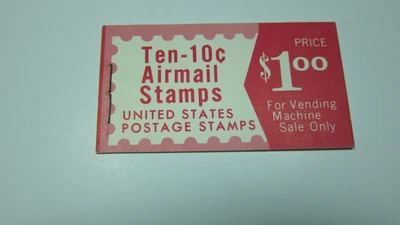 Ten-10¢
Airmail
Stamps
UNITED STATES
POSTAGE STAMPS
PRICE
$1.00
For Vending
Machine
Sale Only